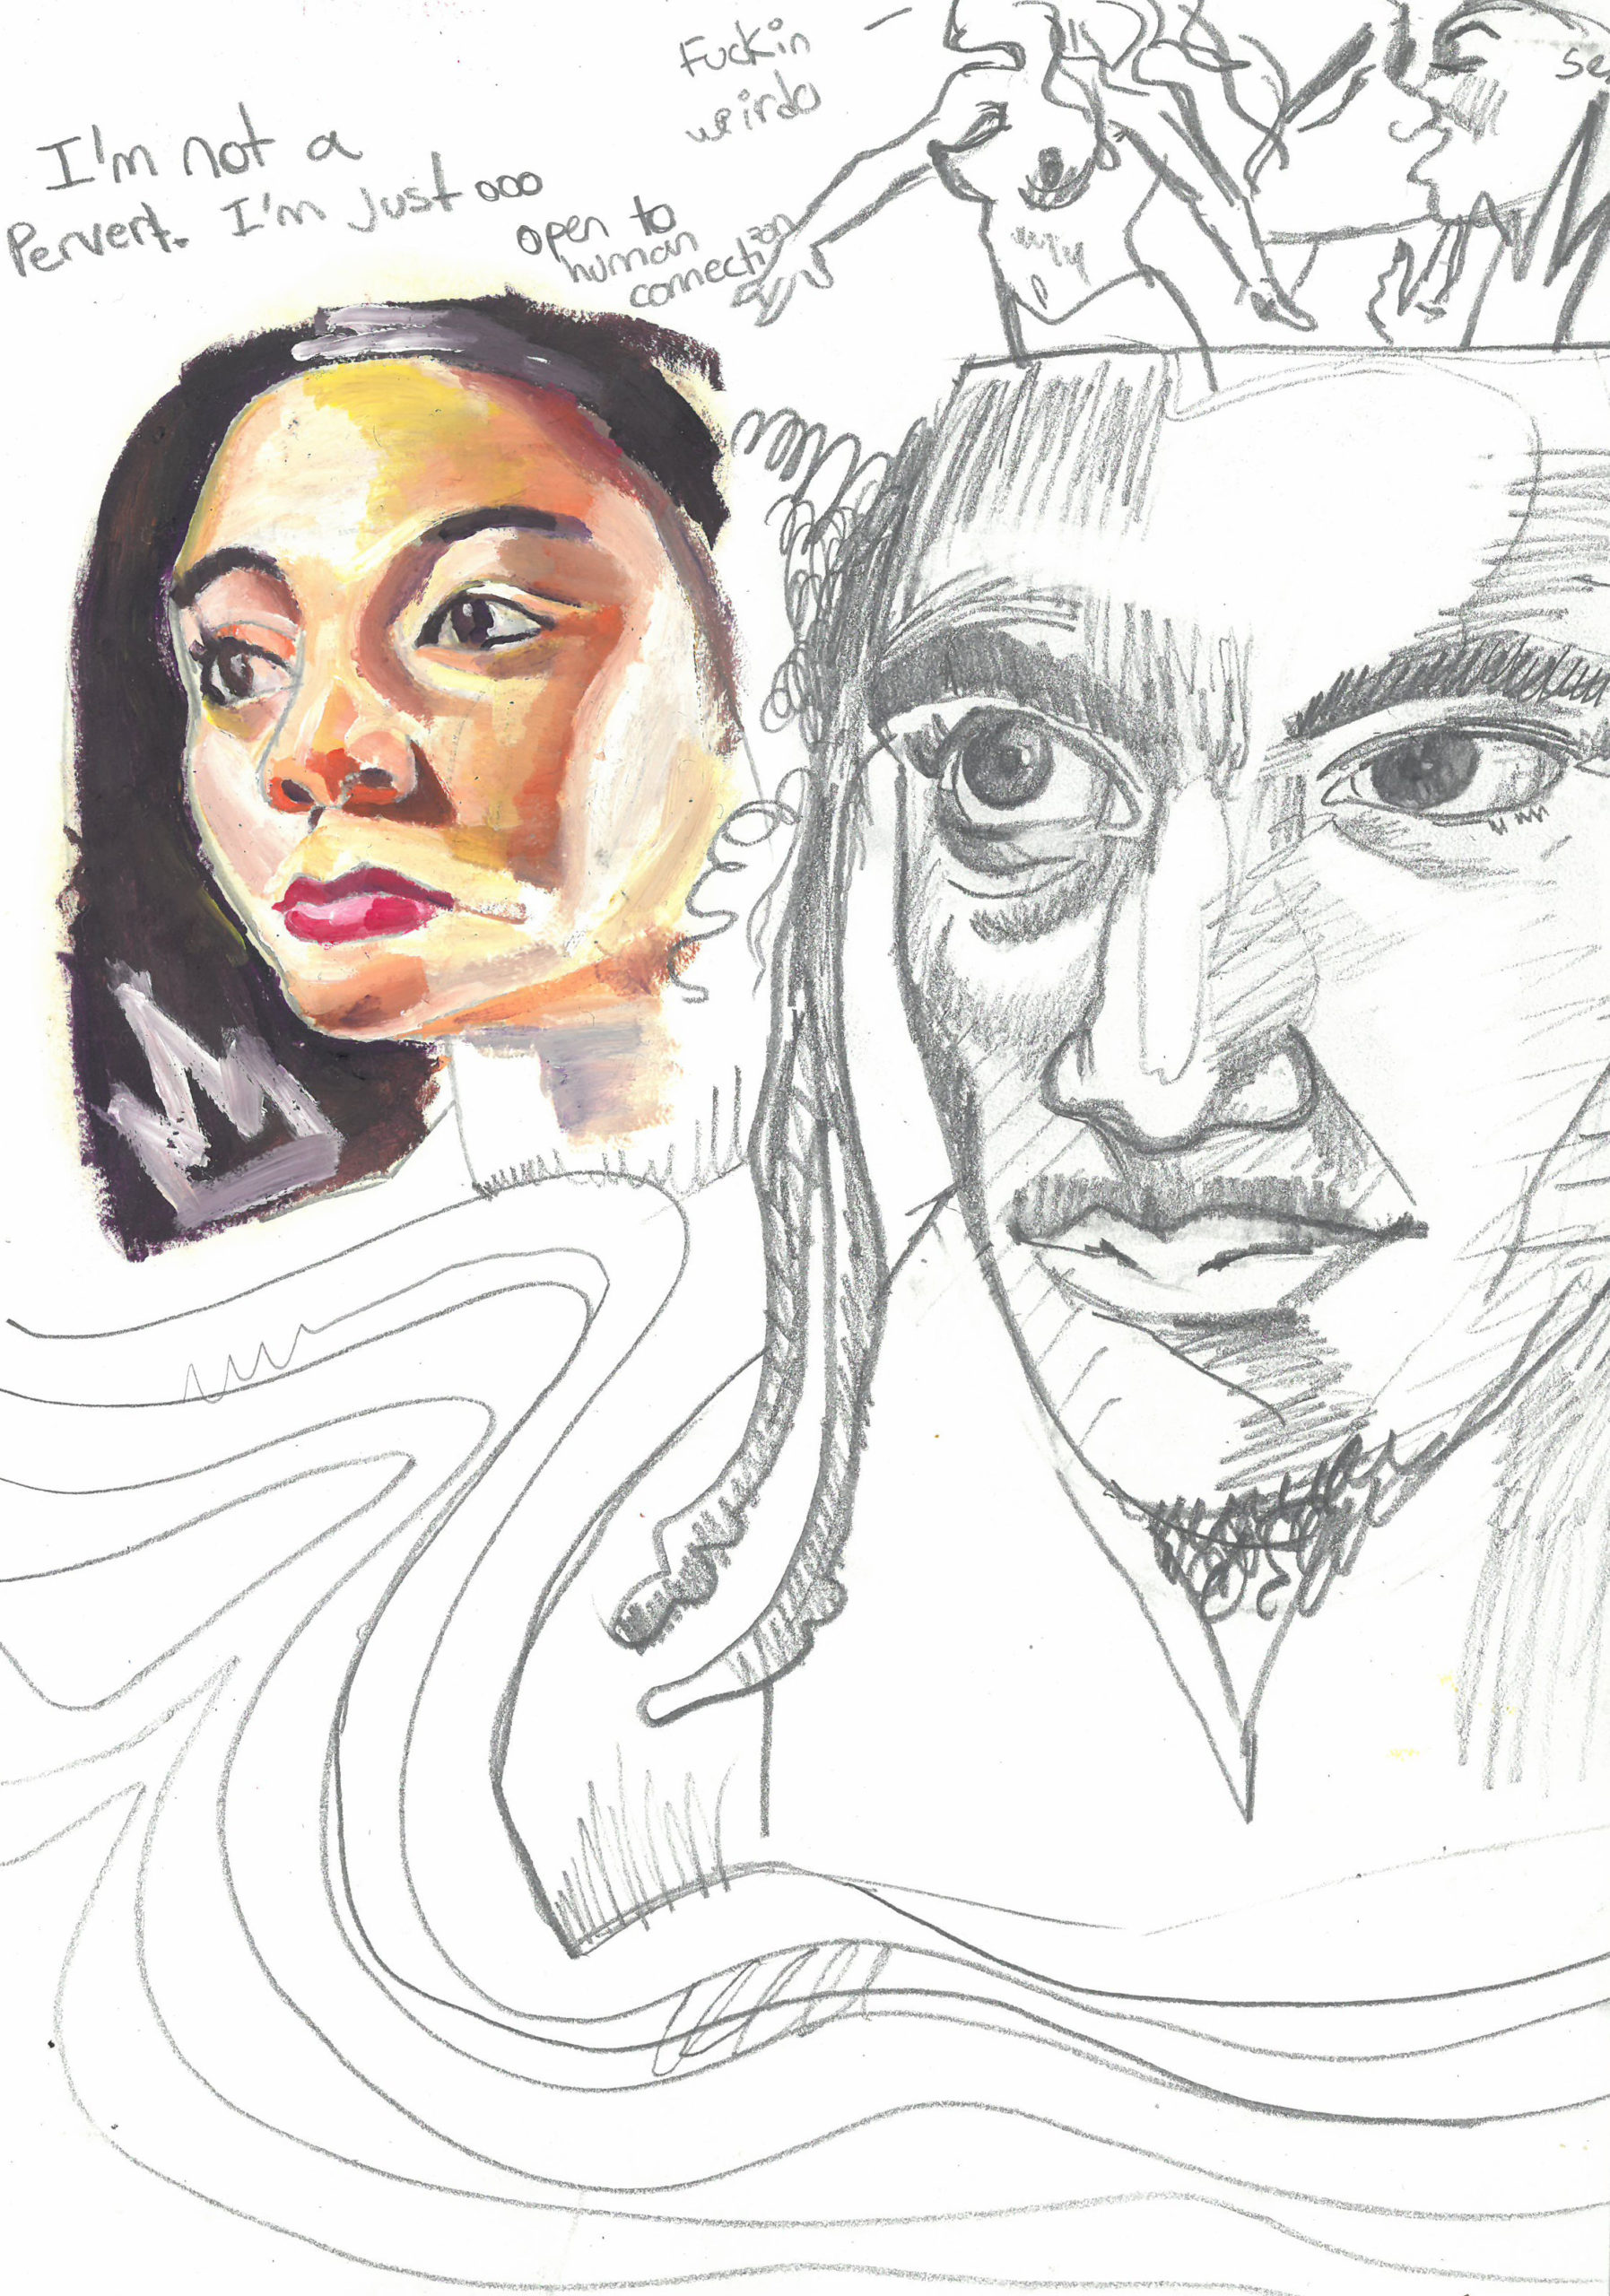 Fuckin
weirdo
I'm not a
Pervert. I'm just ooo
open to
human
connection